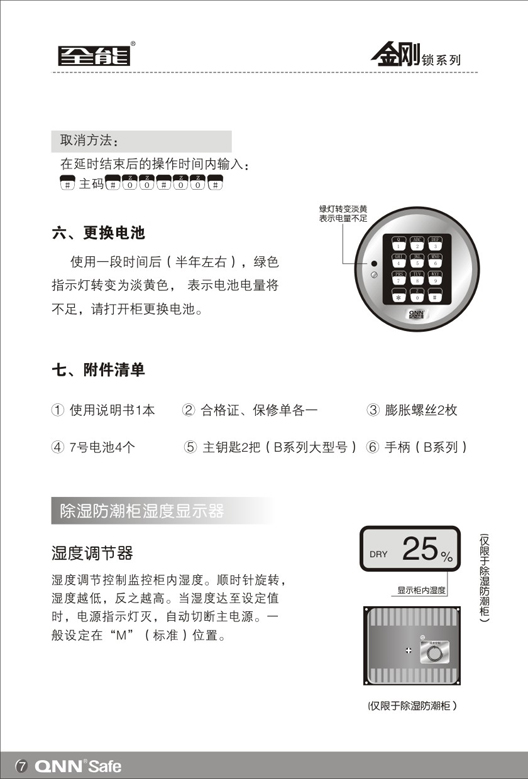 全能®
金刚锁系列
取消方法：
在延时结束后的操作时间内输入：
# 主码 # 0 0 # 0 0 #
六、更换电池
使用一段时间后（半年左右），绿色
指示灯转变为淡黄色， 表示电池电量将
不足，请打开柜更换电池。
绿灯转变淡黄
表示电量不足
QNN
七、附件清单
① 使用说明书1本 ② 合格证、保修单各一 ③ 膨胀螺丝2枚
④ 7号电池4个 ⑤ 主钥匙2把（B系列大型号） ⑥ 手柄（B系列）
除湿防潮柜湿度显示器
湿度调节器
湿度调节控制监控柜内湿度。顺时针旋转，
湿度越低，反之越高。当湿度达至设定值
时，电源指示灯灭，自动切断主电源。一
般设定在“M”（标准）位置。
DRY 25%
显示柜内湿度
（仅限于除湿防潮柜）
（仅限于除湿防潮柜）
7 QNN® Safe